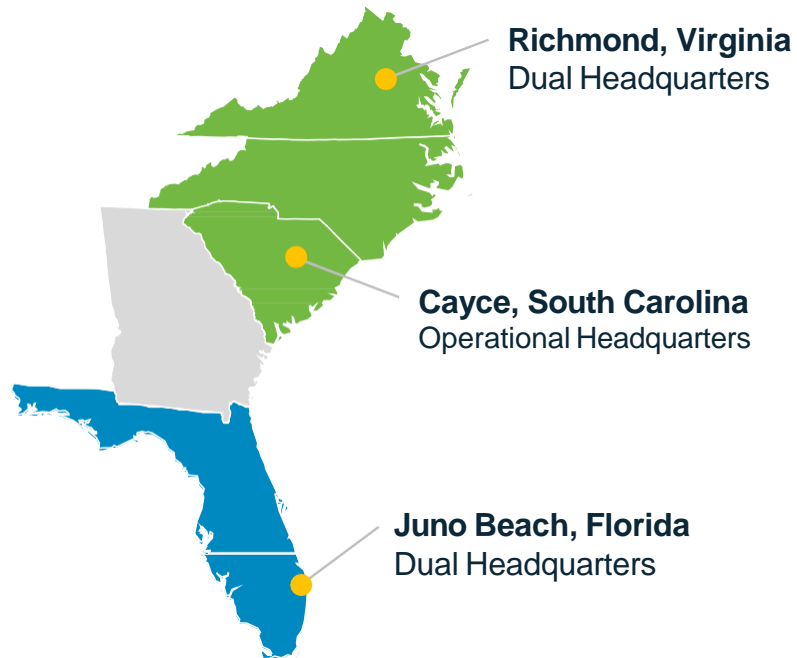 Richmond, Virginia
Dual Headquarters
Cayce, South Carolina
Operational Headquarters
Juno Beach, Florida
Dual Headquarters